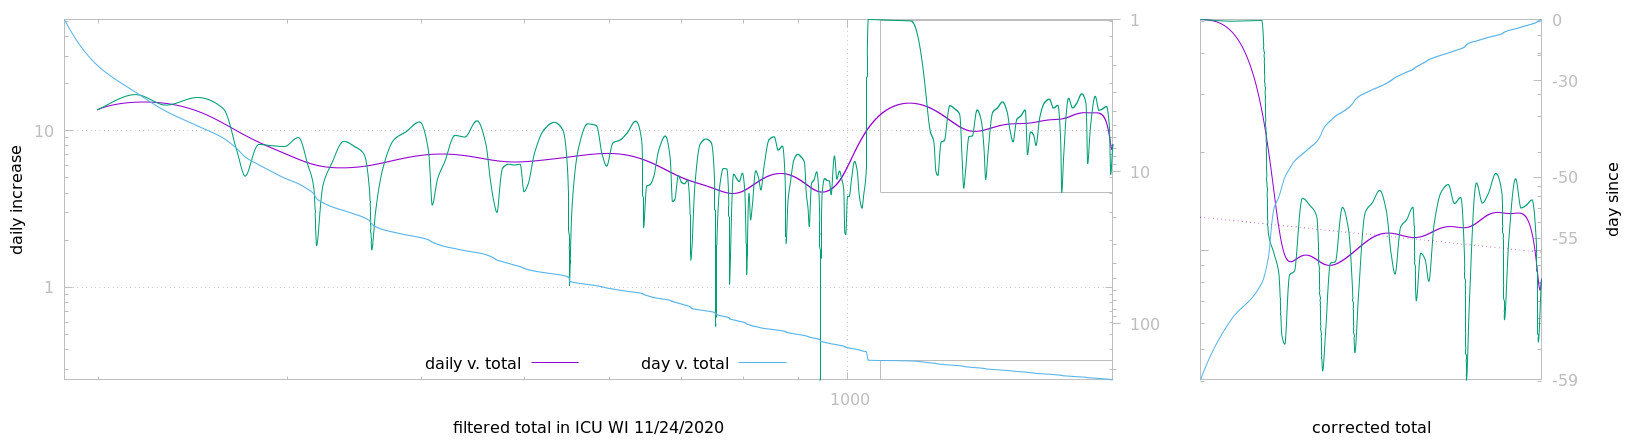 1
0
-30
10
daily increase
10
-50
day since
-55
1
100
daily v. total
day v. total
-59
1000
filtered total in ICU WI 11/24/2020
corrected total